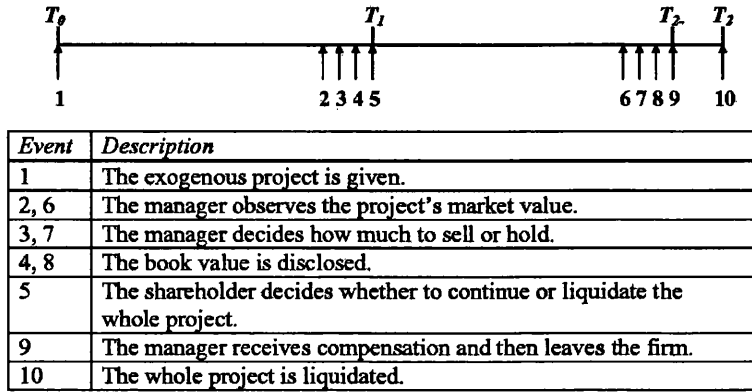 T₀ T₁ T₂₋ T₂
1 2 3 4 5 6 7 8 9 10
Event Description
1 The exogenous project is given.
2, 6 The manager observes the project's market value.
3, 7 The manager decides how much to sell or hold.
4, 8 The book value is disclosed.
5 The shareholder decides whether to continue or liquidate the
whole project.
9 The manager receives compensation and then leaves the firm.
10 The whole project is liquidated.